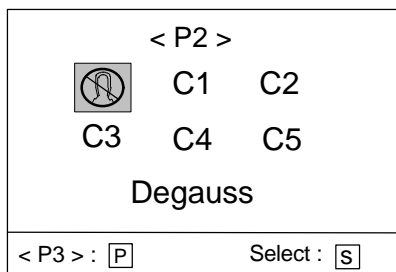 < P2 >
C1 C2
C3 C4 C5
Degauss
< P3 > : P Select : S